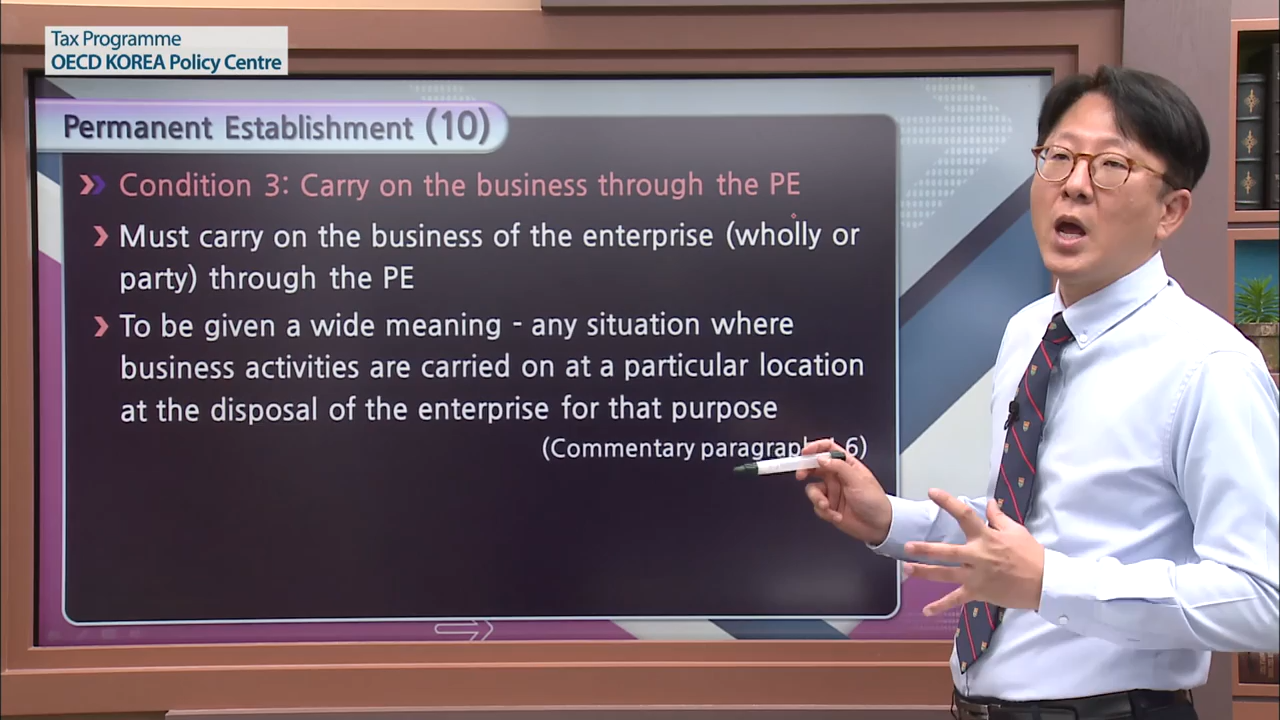 Tax Programme
OECD KOREA Policy Centre
Permanent Establishment (10)
Condition 3: Carry on the business through the PE
Must carry on the business of the enterprise (wholly or
party) through the PE
To be given a wide meaning - any situation where
business activities are carried on at a particular location
at the disposal of the enterprise for that purpose
(Commentary paragraph 6)